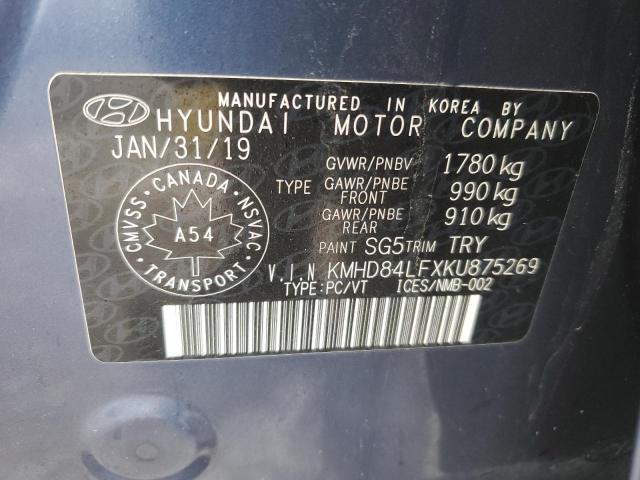 MANUFACTURED IN KOREA BY
HYUNDAI MOTOR COMPANY
JAN/31/19
GVWR/PNBV 1780 kg
TYPE GAWR/PNBE FRONT 990 kg
GAWR/PNBE REAR 910 kg
CANADA
CMVSS NSVAC
A54
TRANSPORT
PAINT SG5 TRIM TRY
V.I.N KMHD84LFXKU875269
TYPE:PC/VT ICES/NMB-002